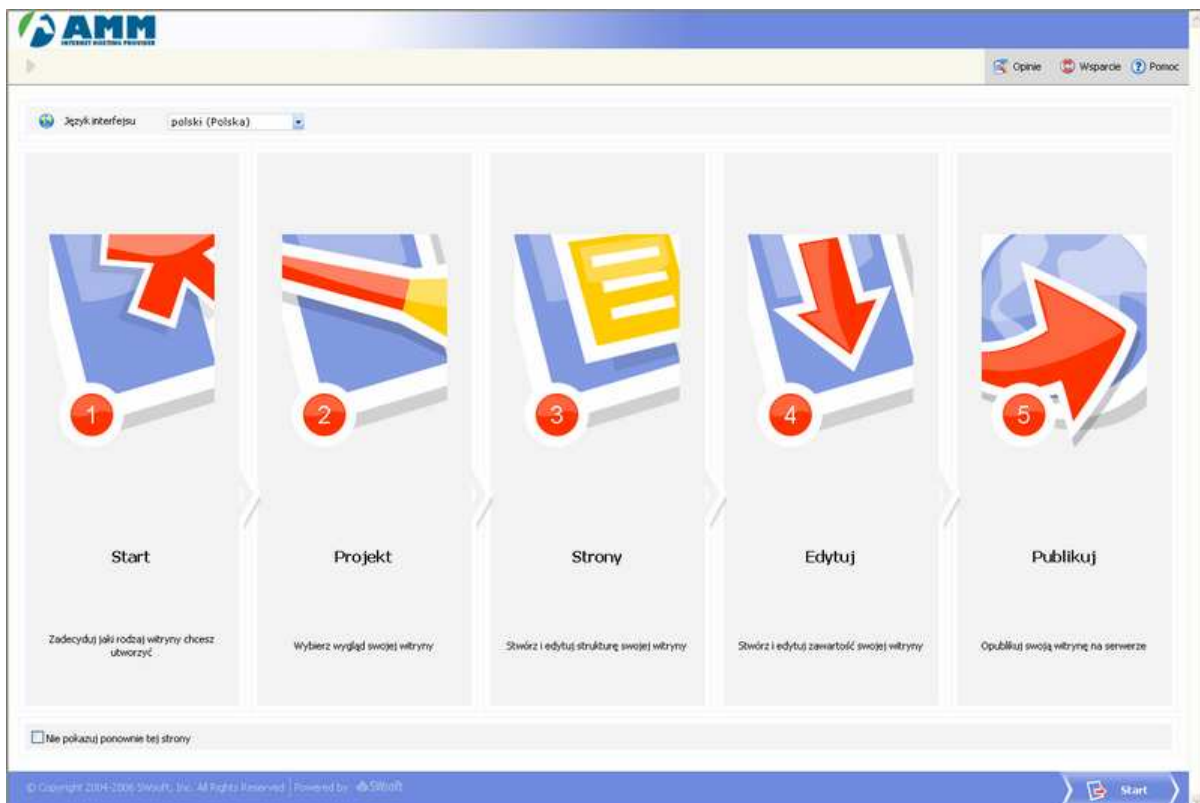 AMM
INTERNET HOSTING PROVIDER
Opinie Wsparcie Pomoc
Język interfejsu polski (Polska)
1 2 3 4 5
Start
Projekt
Strony
Edytuj
Publikuj
Zadecyduj jaki rodzaj witryny chcesz
utworzyć
Wybierz wygląd swojej witryny
Stwórz i edytuj strukturę swojej witryny
Stwórz i edytuj zawartość swojej witryny
Opublikuj swoją witrynę na serwerze
Nie pokazuj ponownie tej strony
© Copyright 2004-2006 SWsoft, Inc. All Rights Reserved Powered by SWsoft
Start